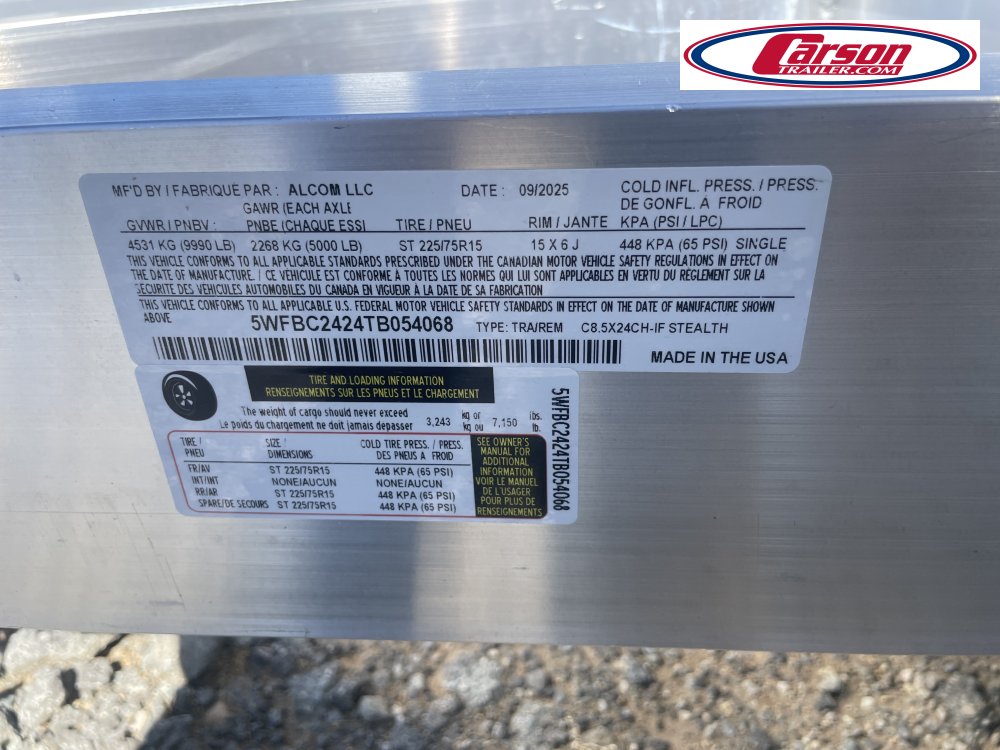 Carson
TRAILER.COM
MF'D BY / FABRIQUÉ PAR : ALCOM LLC DATE : 09/2025 COLD INFL. PRESS. / PRESS.
DE GONFL. À FROID
GAWR (EACH AXLE
GVWR / PNBV : PNBE (CHAQUE ESSI TIRE / PNEU RIM / JANTE KPA (PSI / LPC)
4531 KG (9990 LB) 2268 KG (5000 LB) ST 225/75R15 15 X 6 J 448 KPA (65 PSI) SINGLE
THIS VEHICLE CONFORMS TO ALL APPLICABLE STANDARDS PRESCRIBED UNDER THE CANADIAN MOTOR VEHICLE SAFETY REGULATIONS IN EFFECT ON
THE DATE OF MANUFACTURE. / CE VÉHICULE EST CONFORME À TOUTES LES NORMES QUI LUI SONT APPLICABLES EN VERTU DU RÈGLEMENT SUR LA
SÉCURITÉ DES VÉHICULES AUTOMOBILES DU CANADA EN VIGUEUR À LA DATE DE SA FABRICATION
THIS VEHICLE CONFORMS TO ALL APPLICABLE U.S. FEDERAL MOTOR VEHICLE SAFETY STANDARDS IN EFFECT ON THE DATE OF MANUFACTURE SHOWN
ABOVE
5WFBC2424TB054068 TYPE: TRA/REM C8.5X24CH-IF STEALTH
MADE IN THE USA
TIRE AND LOADING INFORMATION
RENSEIGNEMENTS SUR LES PNEUS ET LE CHARGEMENT
The weight of cargo should never exceed kg or lbs.
Le poids du chargement ne doit jamais depasser 3,243 kg ou 7,150 lb.
TIRE / SIZE / COLD TIRE PRESS. / PRESS.
PNEU DIMENSIONS DES PNEUS A FROID
FR/AV ST 225/75R15 448 KPA (65 PSI)
INT/INT NONE/AUCUN NONE/AUCUN
RR/AR ST 225/75R15 448 KPA (65 PSI)
SPARE/DE SECOURS ST 225/75R15 448 KPA (65 PSI)
SEE OWNER'S
MANUAL FOR
ADDITIONAL
INFORMATION
VOIR LE MANUEL
DE L'USAGER
POUR PLUS DE
RENSEIGNEMENTS
5WFBC2424TB054068